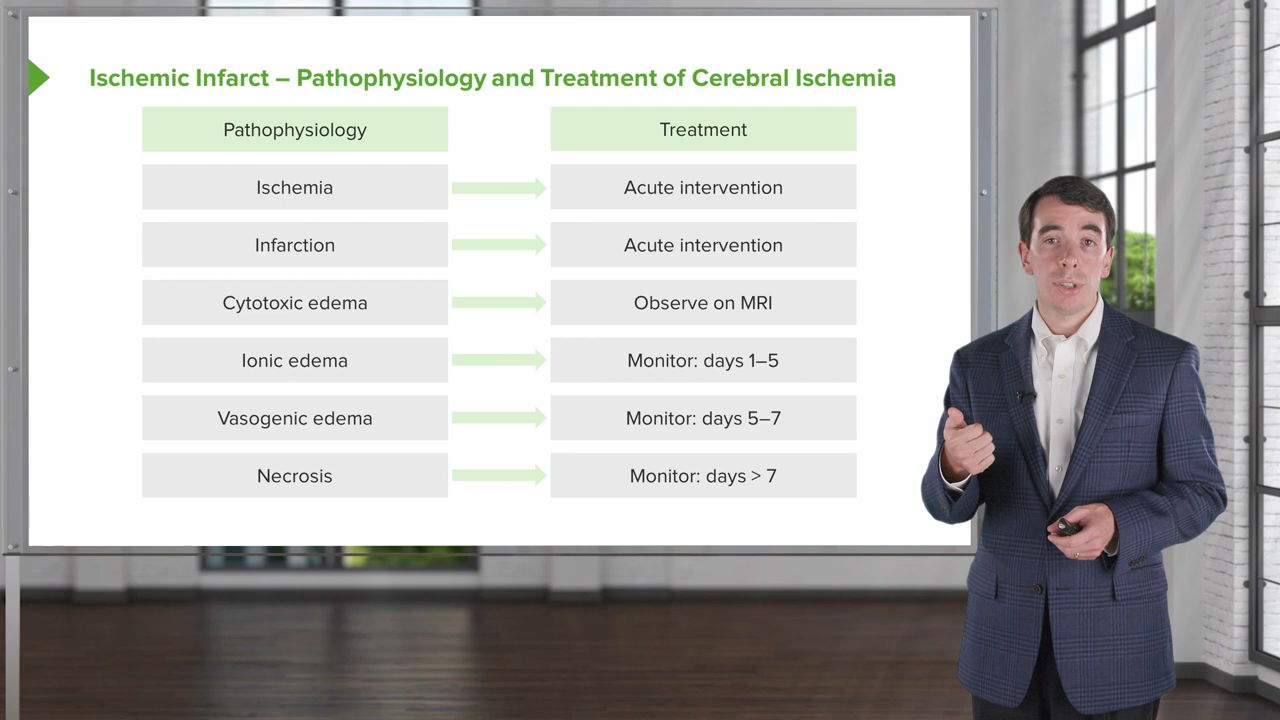 Ischemic Infarct – Pathophysiology and Treatment of Cerebral Ischemia
Pathophysiology
Treatment
Ischemia
Acute intervention
Infarction
Acute intervention
Cytotoxic edema
Observe on MRI
Ionic edema
Monitor: days 1–5
Vasogenic edema
Monitor: days 5–7
Necrosis
Monitor: days > 7